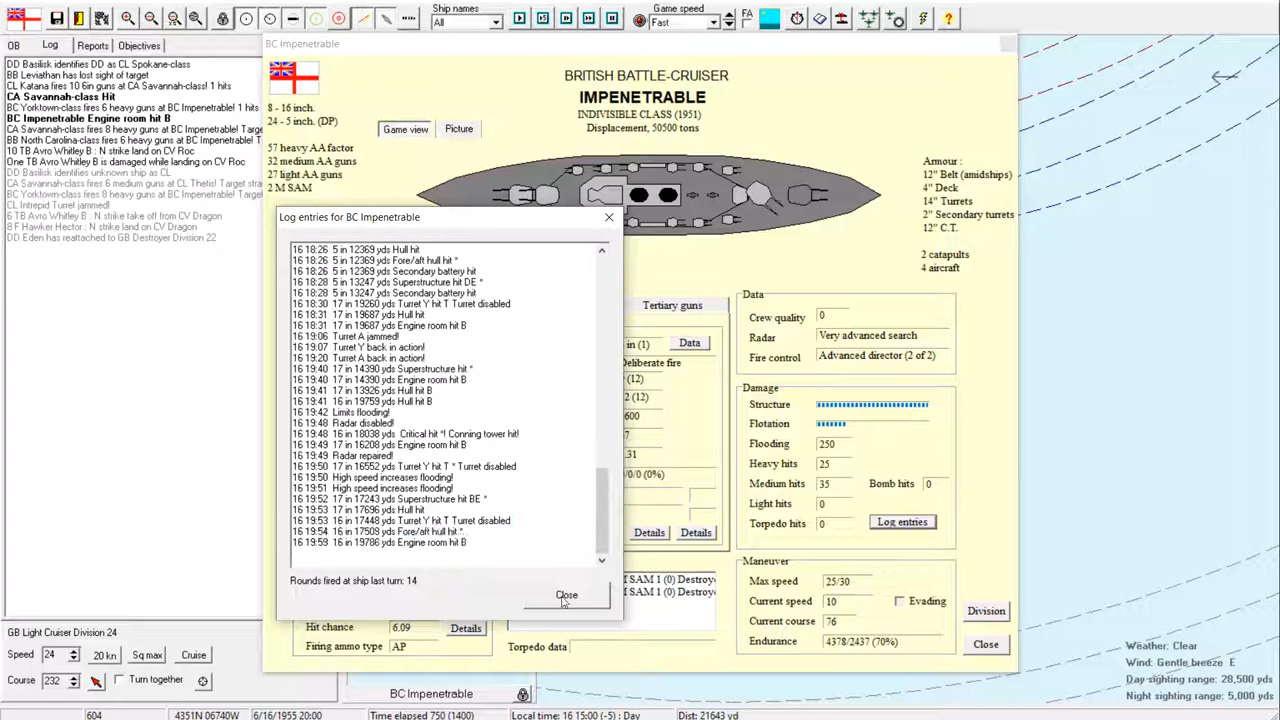 Ship names
All
Game speed
Fast
FA
OB
Log
Reports
Objectives
DD Basilisk identifies DD as CL Spokane-class
BB Leviathan has lost sight of target
CL Katana fires 10 6in guns at CA Savannah-class! 1 hits
CA Savannah-class Hit
BC Yorktown-class fires 6 heavy guns at BC Impenetrable! 1 hits
BC Impenetrable Engine room hit B
CA Savannah-class fires 8 heavy guns at BC Impenetrable! Targe
BB North Carolina-class fires 6 heavy guns at BC Impenetrable! T
10 TB Avro Whitley B : N strike land on CV Roc
One TB Avro Whitley B is damaged while landing on CV Roc
CA Savannah-class identifies unknown ship as CL
CA Savannah-class fires 6 medium guns at CL Thetis! Target stra
BC Yorktown-class fires 8 heavy guns at BC Impenetrable! Target
CL Intrepid Turret jammed!
6 TB Avro Whitley B : N strike take off from CV Dragon
8 F Hawker Hector : N strike land on CV Dragon
DD Eden has reattached to GB Destroyer Division 22
BC Impenetrable
BRITISH BATTLE-CRUISER
IMPENETRABLE
INDIVISIBLE CLASS (1951)
Displacement, 50500 tons
8 - 16 inch.
24 - 5 inch. (DP)
57 heavy AA factor
32 medium AA guns
27 light AA guns
2 M SAM
Game view
Picture
Armour :
12" Belt (amidships)
4" Deck
14" Turrets
2" Secondary turrets
12" C.T.
2 catapults
4 aircraft
Log entries for BC Impenetrable
16 18:26 5 in 12369 yds Hull hit
16 18:26 5 in 12369 yds Fore/aft hull hit *
16 18:26 5 in 12369 yds Secondary battery hit
16 18:28 5 in 13247 yds Superstructure hit DE *
16 18:28 5 in 13247 yds Secondary battery hit
16 18:30 17 in 19260 yds Turret Y hit T Turret disabled
16 18:31 17 in 19687 yds Hull hit
16 18:31 17 in 19687 yds Engine room hit B
16 19:06 Turret A jammed!
16 19:07 Turret Y back in action!
16 19:20 Turret A back in action!
16 19:40 17 in 14390 yds Superstructure hit *
16 19:40 17 in 14390 yds Engine room hit B
16 19:41 17 in 13926 yds Hull hit B
16 19:41 16 in 19759 yds Hull hit B
16 19:42 Limits flooding!
16 19:48 Radar disabled!
16 19:48 16 in 18038 yds Critical hit *! Conning tower hit!
16 19:49 17 in 16208 yds Engine room hit B
16 19:49 Radar repaired!
16 19:50 17 in 16552 yds Turret Y hit T * Turret disabled
16 19:50 High speed increases flooding!
16 19:51 High speed increases flooding!
16 19:52 17 in 17243 yds Superstructure hit BE *
16 19:53 17 in 17696 yds Hull hit
16 19:53 16 in 17448 yds Turret Y hit T Turret disabled
16 19:54 16 in 17509 yds Fore/aft hull hit *
16 19:59 16 in 19786 yds Engine room hit B
Rounds fired at ship last turn: 14
Close
Tertiary guns
in (1)
Data
Deliberate fire
(12)
2 (12)
600
.31
/0/0 (0%)
Details
Details
M SAM 1 (0) Destroye
M SAM 1 (0) Destroye
Hit chance
6.09
Details
Firing ammo type
AP
Torpedo data
Data
Crew quality
0
Radar
Very advanced search
Fire control
Advanced director (2 of 2)
Damage
Structure
Flotation
Flooding
250
Heavy hits
25
Medium hits
35
Bomb hits
0
Light hits
0
Torpedo hits
0
Log entries
Maneuver
Max speed
25/30
Current speed
10
Evading
Current course
76
Endurance
4378/2437 (70%)
Division
Close
GB Light Cruiser Division 24
Speed
24
20 kn
Sq max
Cruise
Course
232
Turn together
BC Impenetrable
Weather: Clear
Wind: Gentle breeze E
Day sighting range: 28,500 yds
Night sighting range: 5,000 yds
604
4351N 06740W
6/16/1955 20:00
Time elapsed 750 (1400)
Local time: 16 15:00 (-5) : Day
Dist: 21643 yd